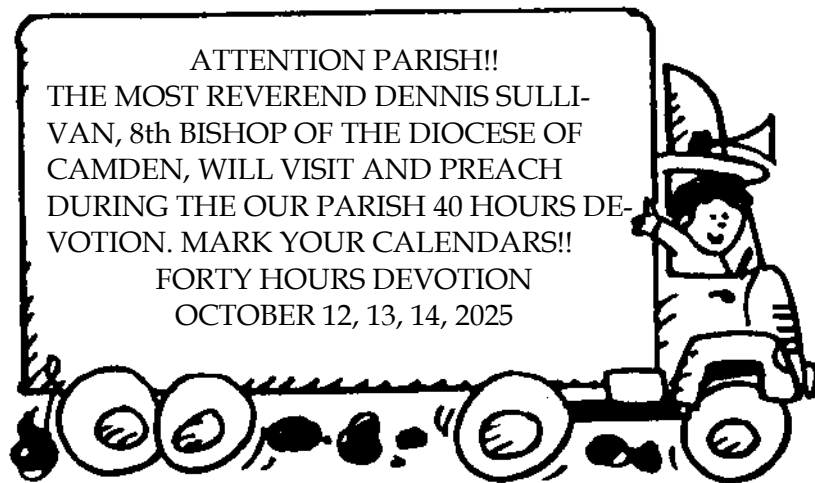 ATTENTION PARISH!!
THE MOST REVEREND DENNIS SULLI-
VAN, 8th BISHOP OF THE DIOCESE OF
CAMDEN, WILL VISIT AND PREACH
DURING THE OUR PARISH 40 HOURS DE-
VOTION. MARK YOUR CALENDARS!!
FORTY HOURS DEVOTION
OCTOBER 12, 13, 14, 2025